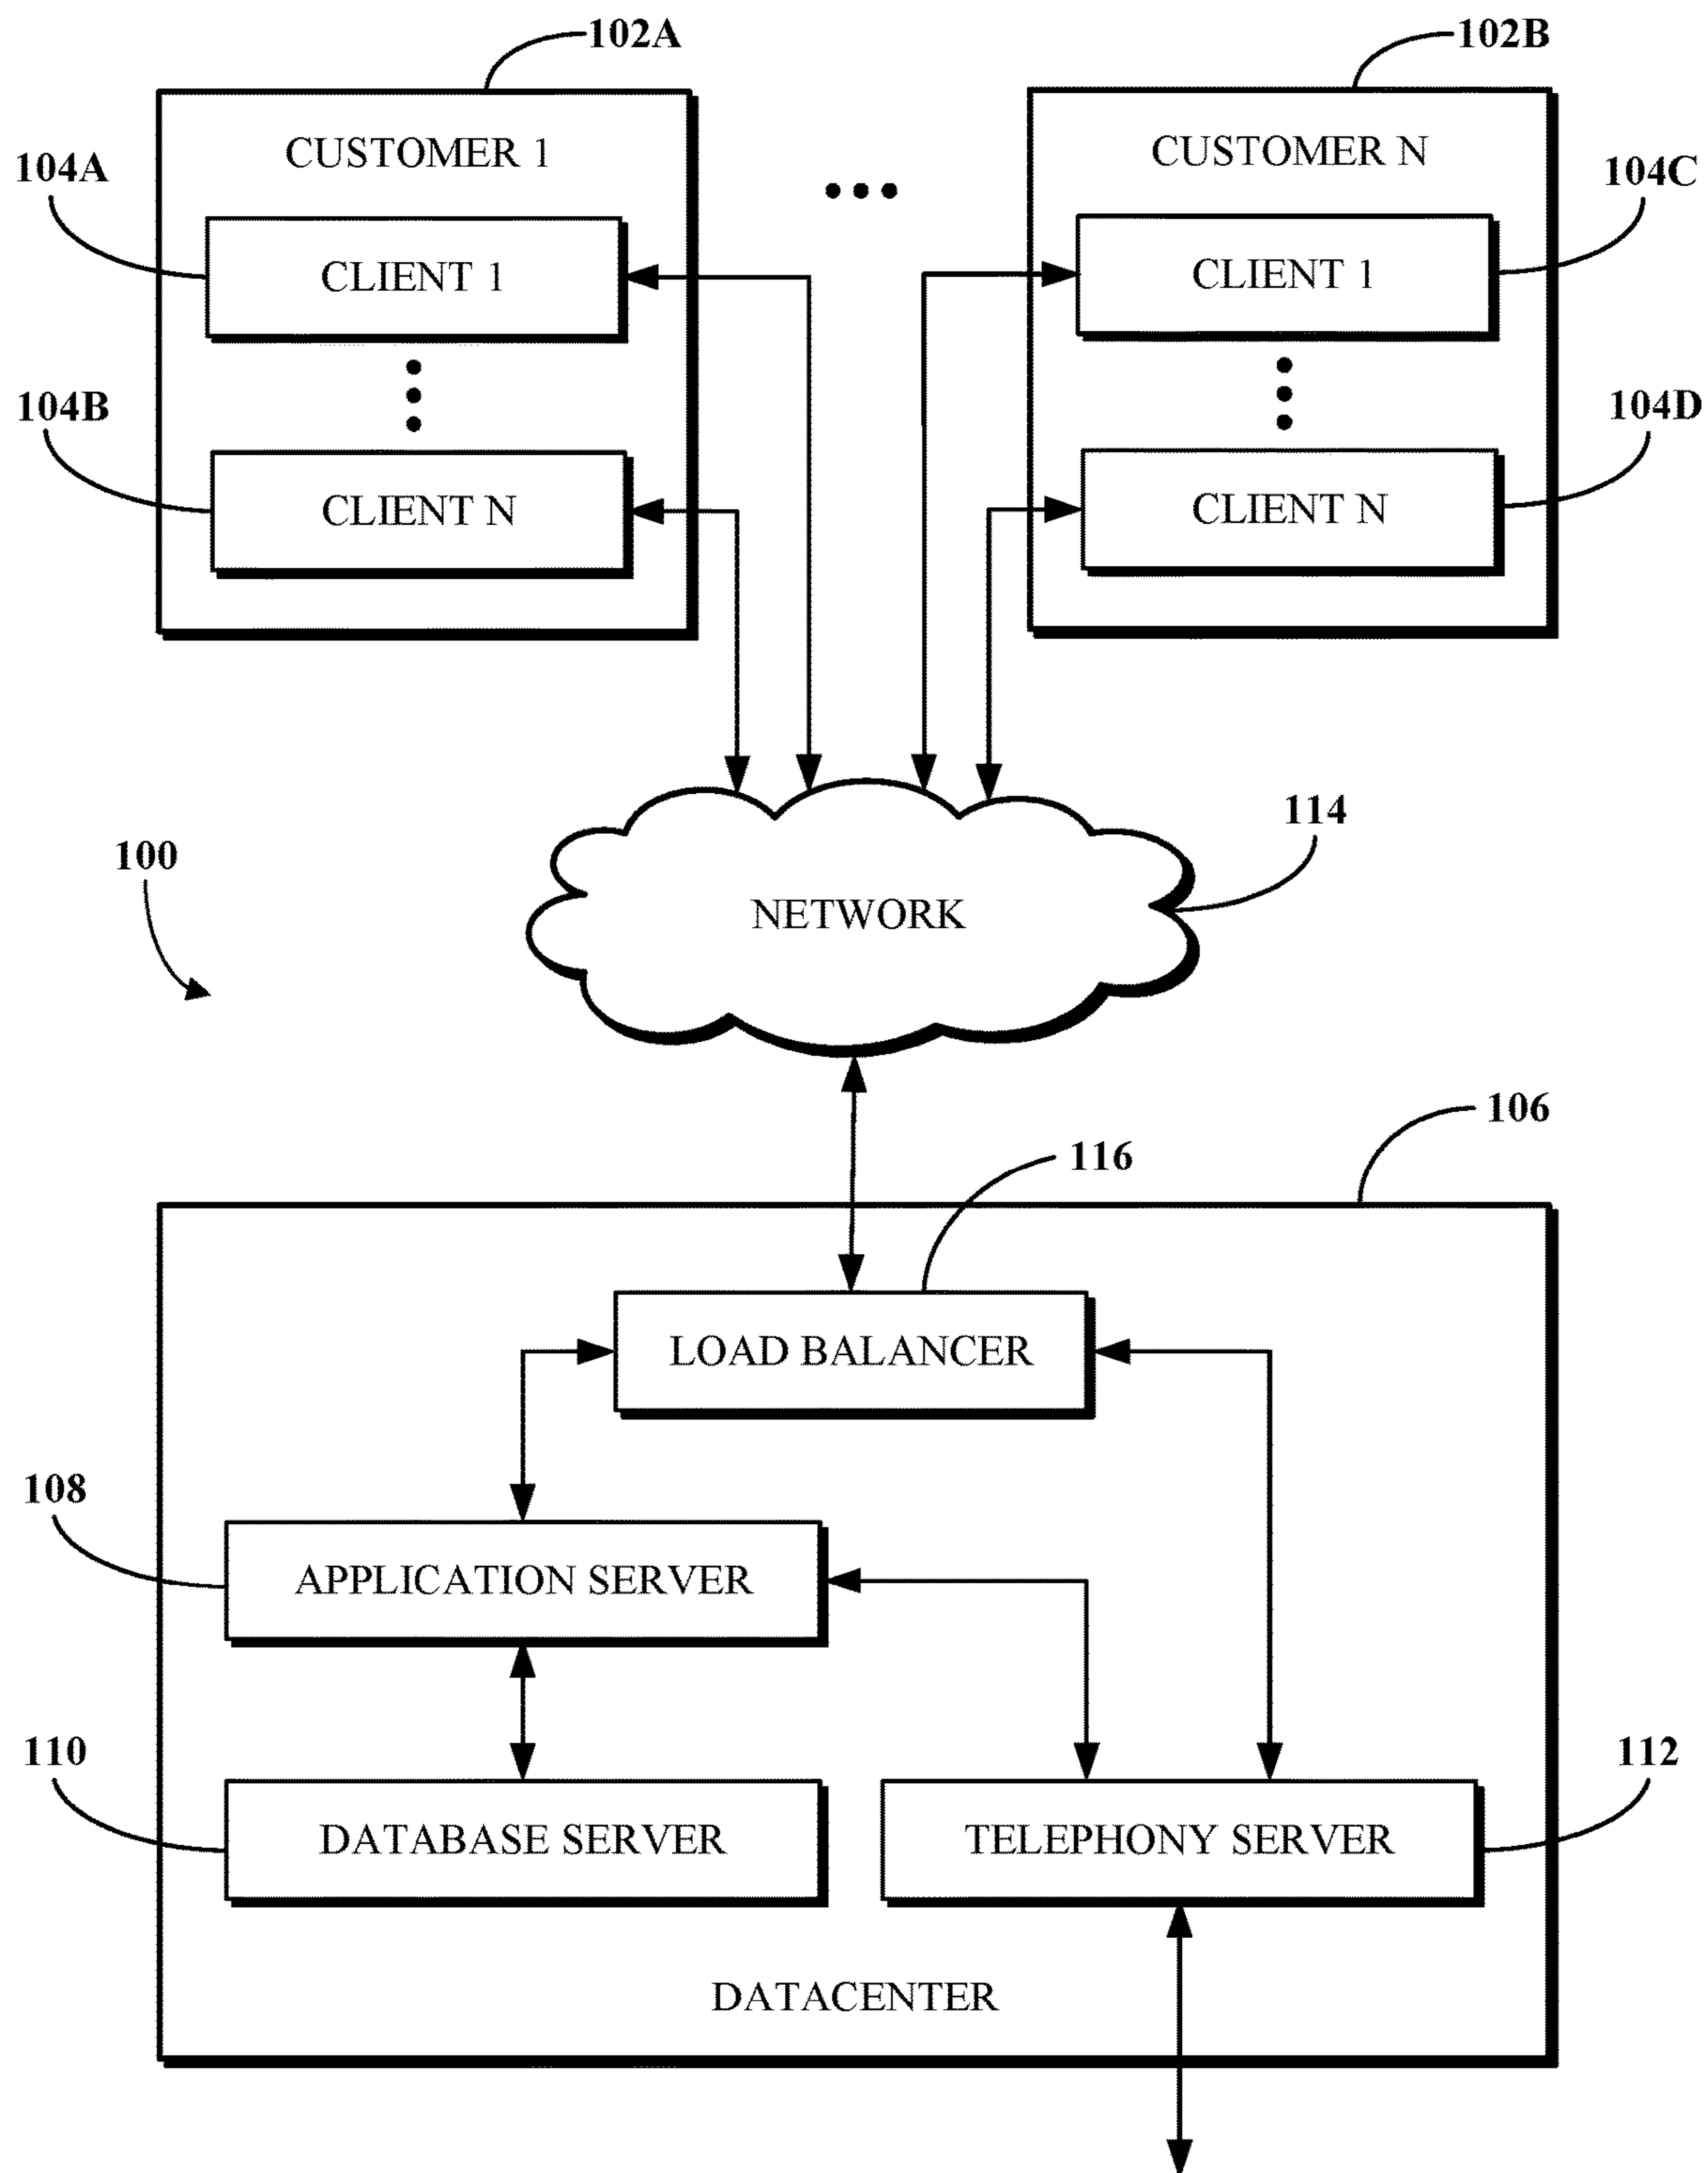 102A
102B
CUSTOMER 1
CUSTOMER N
104A
104C
CLIENT 1
CLIENT 1
104B
104D
CLIENT N
CLIENT N
114
100
NETWORK
106
116
LOAD BALANCER
108
APPLICATION SERVER
110
112
DATABASE SERVER
TELEPHONY SERVER
DATACENTER